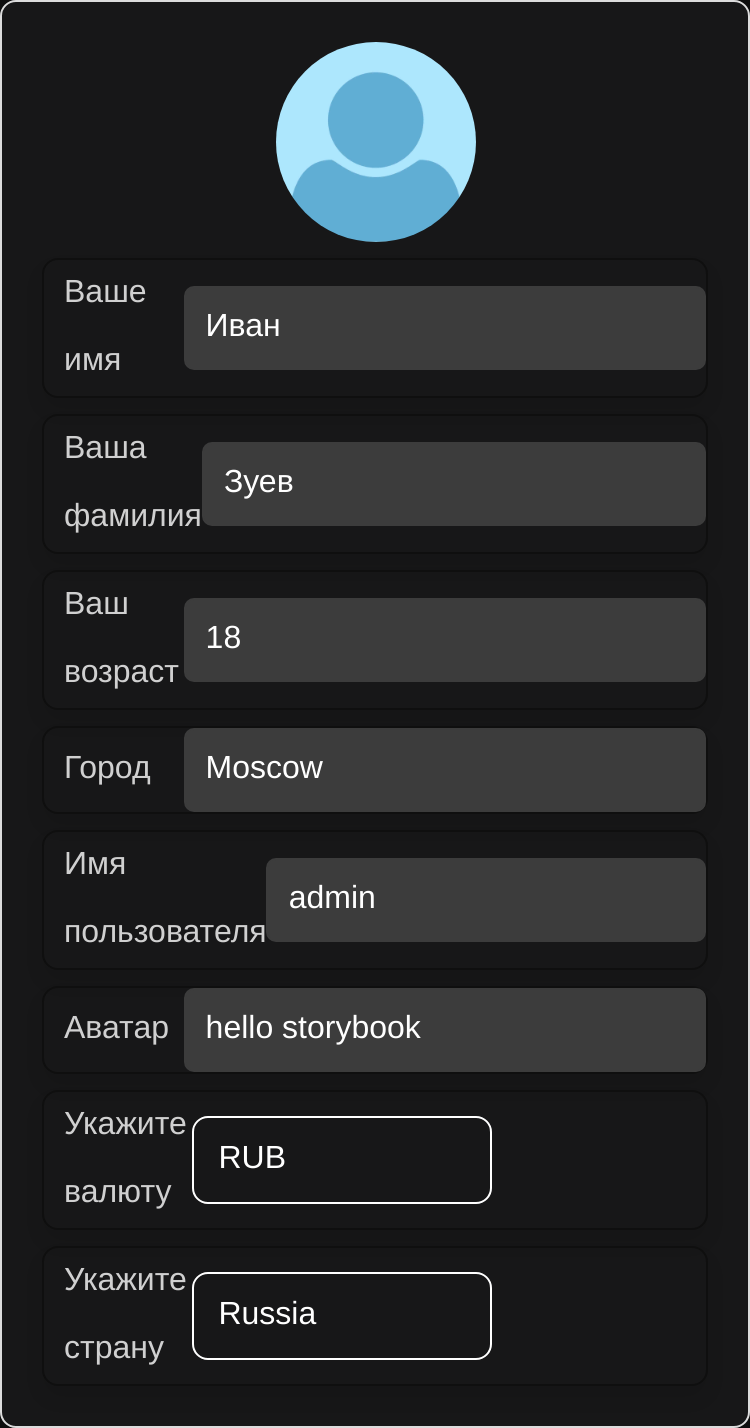 Ваше
имя
Иван
Ваша
фамилия
Зуев
Ваш
возраст
18
Город
Moscow
Имя
пользователя
admin
Аватар
hello storybook
Укажите
валюту
RUB
Укажите
страну
Russia